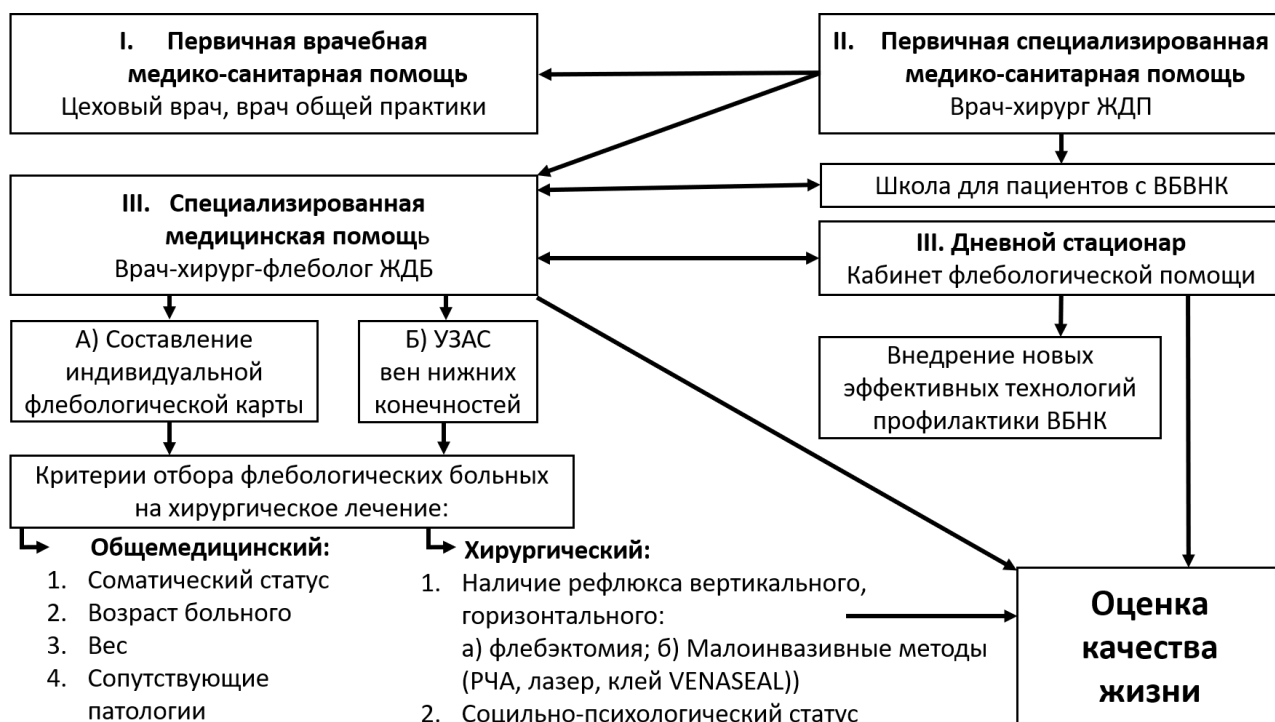 I. Первичная врачебная
медико-санитарная помощь
Цеховый врач, врач общей практики
II. Первичная специализированная
медико-санитарная помощь
Врач-хирург ЖДП
Школа для пациентов с ВБВНК
III. Специализированная
медицинская помощь
Врач-хирург-флеболог ЖДБ
III. Дневной стационар
Кабинет флебологической помощи
А) Составление
индивидуальной
флебологической карты
Б) УЗАС
вен нижних
конечностей
Внедрение новых
эффективных технологий
профилактики ВБНК
Критерии отбора флебологических больных
на хирургическое лечение:
Общемедицинский:
1. Соматический статус
2. Возраст больного
3. Вес
4. Сопутствующие
патологии
Хирургический:
1. Наличие рефлюкса вертикального,
горизонтального:
а) флебэктомия; б) Малоинвазивные методы
(РЧА, лазер, клей VENASEAL))
2. Социльно-психологический статус
Оценка
качества
жизни